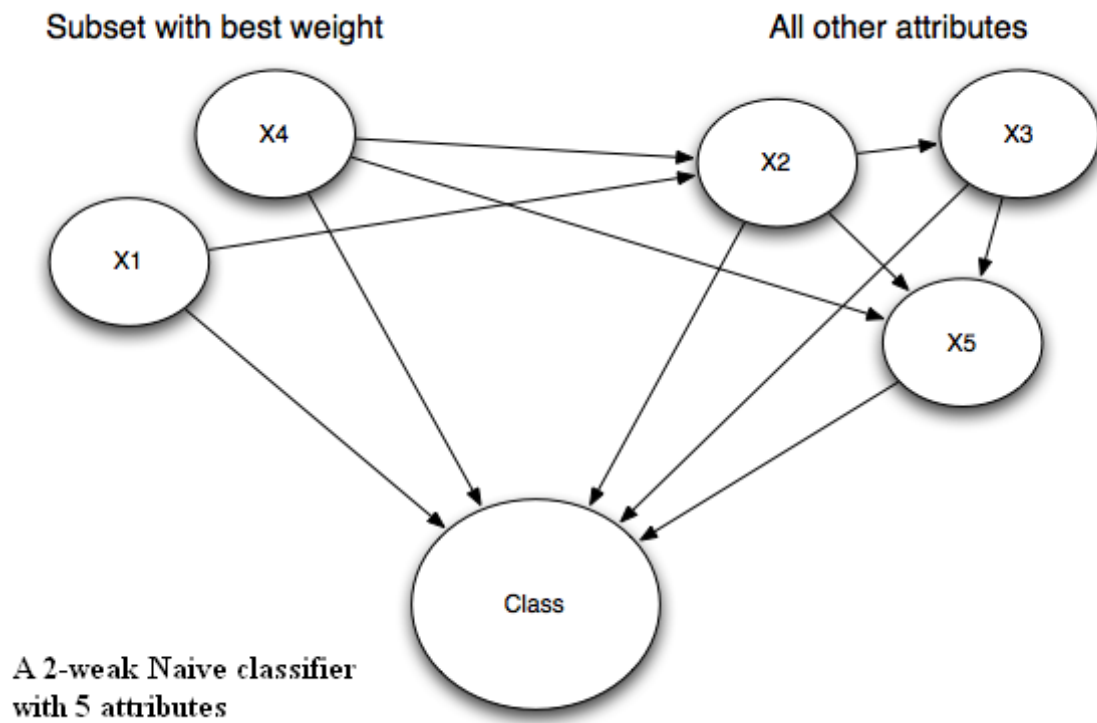 Subset with best weight
All other attributes
X4
X2
X3
X1
X5
Class
A 2-weak Naive classifier
with 5 attributes